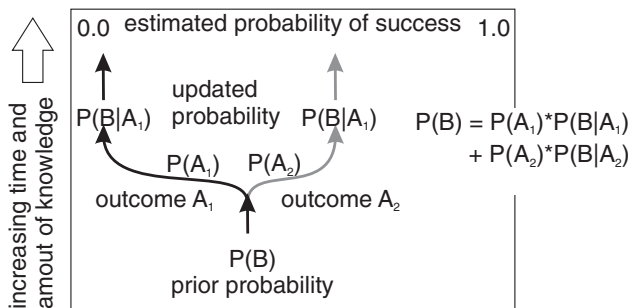 0.0 estimated probability of success 1.0
updated
probability
P(B|A₁) P(B|A₁)
P(A₁) P(A₂)
outcome A₁ outcome A₂
P(B)
prior probability
increasing time and
amout of knowledge
P(B) = P(A₁)*P(B|A₁)
+ P(A₂)*P(B|A₂)